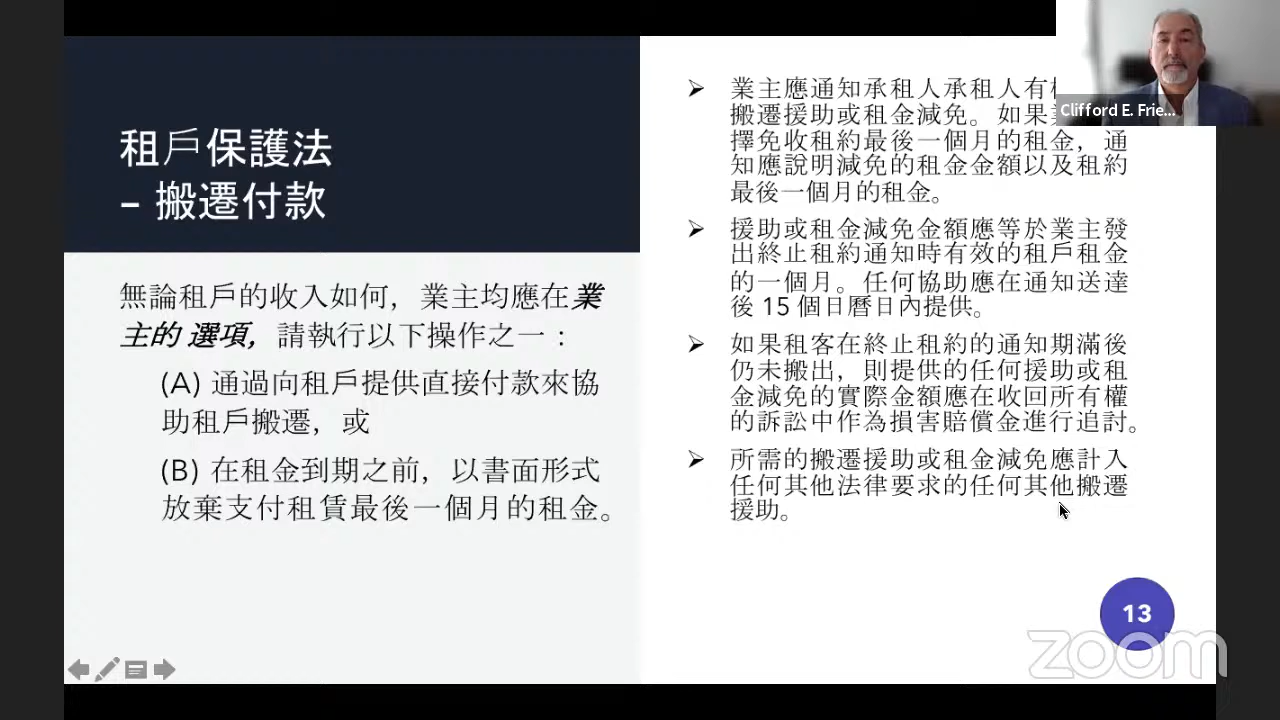 租戶保護法
– 搬遷付款
無論租戶的收入如何，業主均應在業
主的 選項，請執行以下操作之一：
(A) 通過向租戶提供直接付款來協
助租戶搬遷，或
(B) 在租金到期之前，以書面形式
放棄支付租賃最後一個月的租金。
➢ 業主應通知承租人承租人有
搬遷援助或租金減免。如果
擇免收租約最後一個月的租金，通
知應說明減免的租金金額以及租約
最後一個月的租金。
➢ 援助或租金減免金額應等於業主發
出終止租約通知時有效的租戶租金
的一個月。任何協助應在通知送達
後 15 個日曆日內提供。
➢ 如果租客在終止租約的通知期滿後
仍未搬出，則提供的任何援助或租
金減免的實際金額應在收回所有權
的訴訟中作為損害賠償金進行追討。
➢ 所需的搬遷援助或租金減免應計入
任何其他法律要求的任何其他搬遷
援助。
Clifford E. Frie...
13
zoom